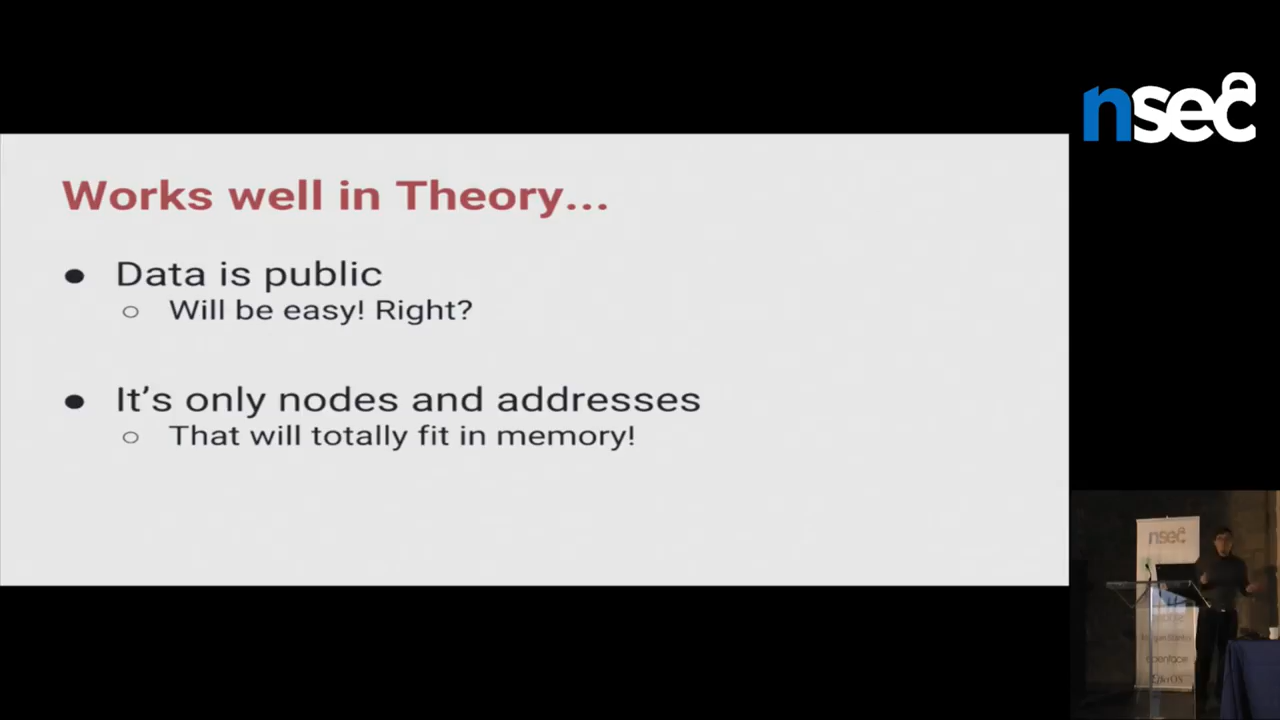 nsec
Works well in Theory...
● Data is public
○ Will be easy! Right?
● It’s only nodes and addresses
○ That will totally fit in memory!
nsec